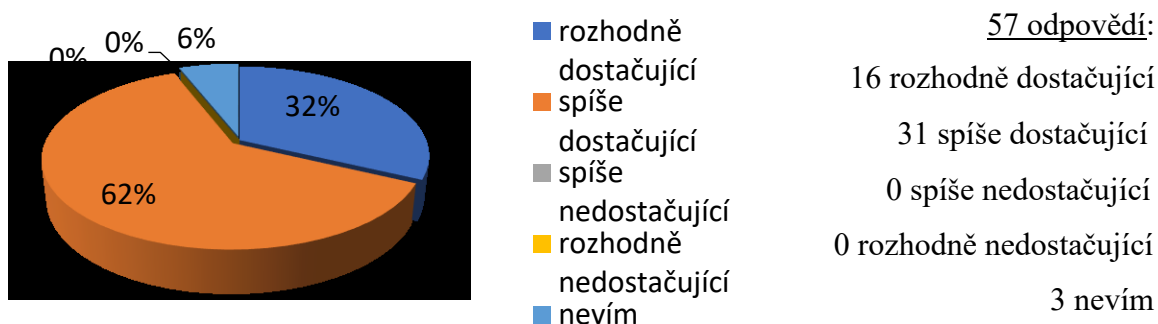 0%
0%
6%
32%
62%
rozhodně
dostačující
spíše
dostačující
spíše
nedostačující
rozhodně
nedostačující
nevím
57 odpovědí:
16 rozhodně dostačující
31 spíše dostačující
0 spíše nedostačující
0 rozhodně nedostačující
3 nevím